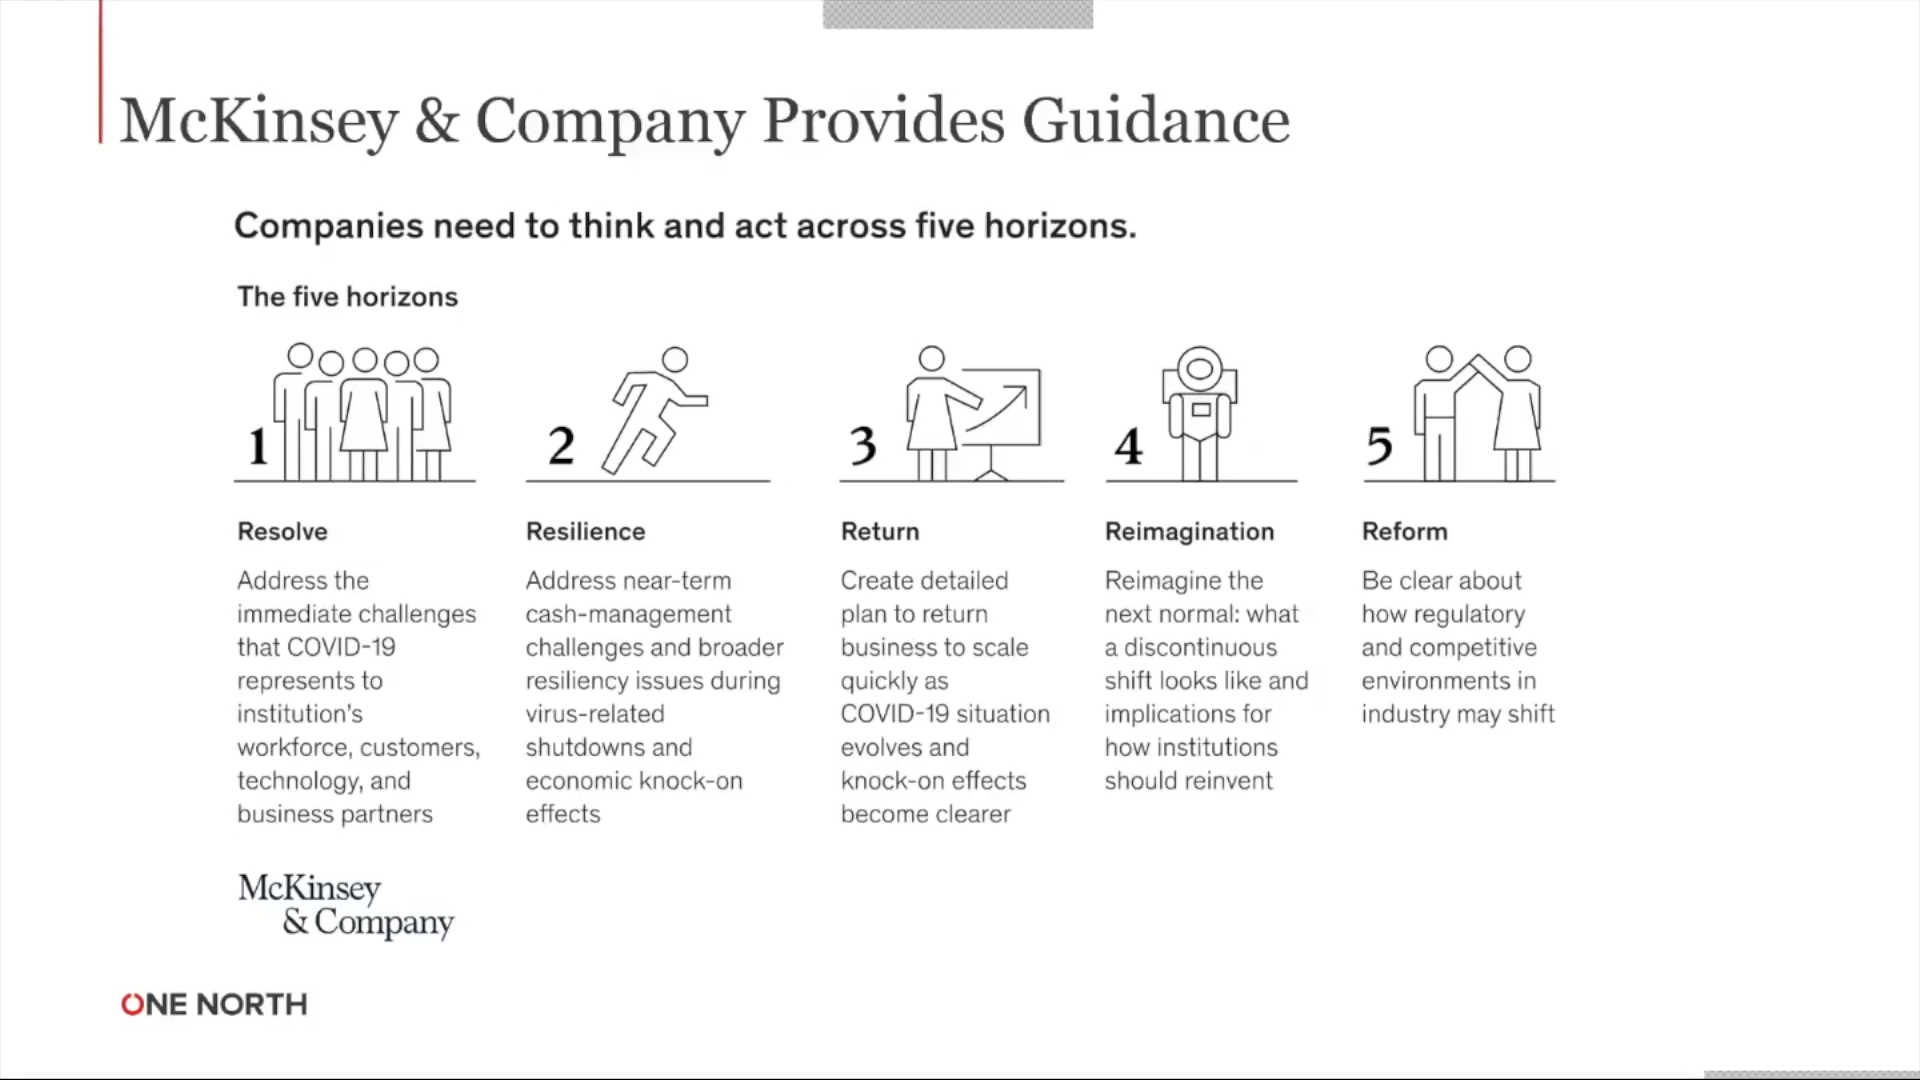 McKinsey & Company Provides Guidance
Companies need to think and act across five horizons.
The five horizons
1
Resolve
Address the
immediate challenges
that COVID-19
represents to
institution's
workforce, customers,
technology, and
business partners
2
Resilience
Address near-term
cash-management
challenges and broader
resiliency issues during
virus-related
shutdowns and
economic knock-on
effects
3
Return
Create detailed
plan to return
business to scale
quickly as
COVID-19 situation
evolves and
knock-on effects
become clearer
4
Reimagination
Reimagine the
next normal: what
a discontinuous
shift looks like and
implications for
how institutions
should reinvent
5
Reform
Be clear about
how regulatory
and competitive
environments in
industry may shift
McKinsey
& Company
ONE NORTH